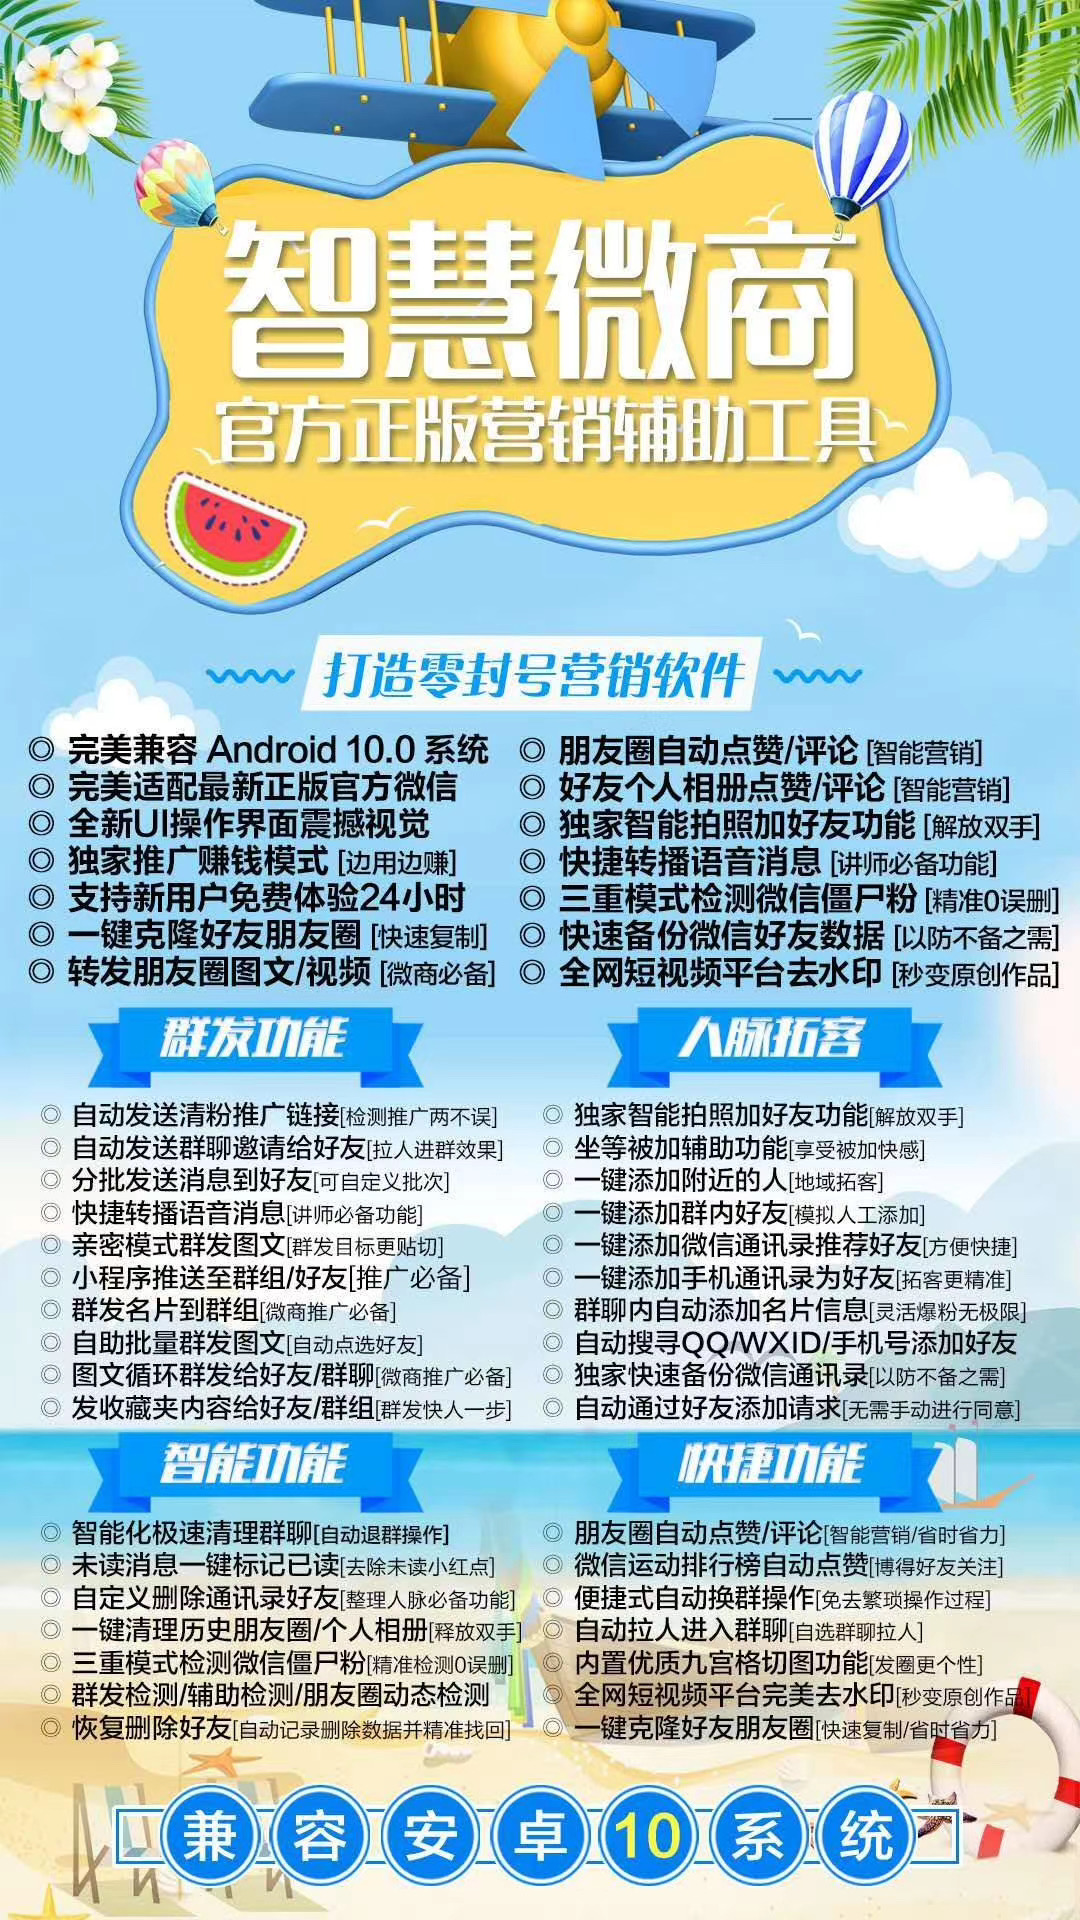 智慧微商
官方正版营销辅助工具
打造零封号营销软件
◎ 完美兼容 Android 10.0 系统
◎ 完美适配最新正版官方微信
◎ 全新UI操作界面震撼视觉
◎ 独家推广赚钱模式 [边用边赚]
◎ 支持新用户免费体验24小时
◎ 一键克隆好友朋友圈 [快速复制]
◎ 转发朋友圈图文/视频 [微商必备]
◎ 朋友圈自动点赞/评论 [智能营销]
◎ 好友个人相册点赞/评论 [智能营销]
◎ 独家智能拍照加好友功能 [解放双手]
◎ 快捷转播语音消息 [讲师必备功能]
◎ 三重模式检测微信僵尸粉 [精准0误删]
◎ 快速备份微信好友数据 [以防不备之需]
◎ 全网短视频平台去水印 [秒变原创作品]
群发功能
◎ 自动发送清粉推广链接[检测推广两不误]
◎ 自动发送群聊邀请给好友[拉人进群效果]
◎ 分批发送消息到好友[可自定义批次]
◎ 快捷转播语音消息[讲师必备功能]
◎ 亲密模式群发图文[群发目标更贴切]
◎ 小程序推送至群组/好友[推广必备]
◎ 群发名片到群组[微商推广必备]
◎ 自助批量群发图文[自动点选好友]
◎ 图文循环群发给好友/群聊[微商推广必备]
◎ 发收藏夹内容给好友/群组[群发快人一步]
人脉拓客
◎ 独家智能拍照加好友功能[解放双手]
◎ 坐等被加辅助功能[享受被加快感]
◎ 一键添加附近的人[地域拓客]
◎ 一键添加群内好友[模拟人工添加]
◎ 一键添加微信通讯录推荐好友[方便快捷]
◎ 一键添加手机通讯录为好友[拓客更精准]
◎ 群聊内自动添加名片信息[灵活爆粉无极限]
◎ 自动搜寻QQ/WXID/手机号添加好友
◎ 独家快速备份微信通讯录[以防不备之需]
◎ 自动通过好友添加请求[无需手动进行同意]
智能功能
◎ 智能化极速清理群聊[自动退群操作]
◎ 未读消息一键标记已读[去除未读小红点]
◎ 自定义删除通讯录好友[整理人脉必备功能]
◎ 一键清理历史朋友圈/个人相册[释放双手]
◎ 三重模式检测微信僵尸粉[精准检测0误删]
◎ 群发检测/辅助检测/朋友圈动态检测
◎ 恢复删除好友[自动记录删除数据并精准找回]
快捷功能
◎ 朋友圈自动点赞/评论[智能营销/省时省力]
◎ 微信运动排行榜自动点赞[博得好友关注]
◎ 便捷式自动换群操作[免去繁琐操作过程]
◎ 自动拉人进入群聊[自选群聊拉人]
◎ 内置优质九宫格切图功能[发圈更个性]
◎ 全网短视频平台完美去水印[秒变原创作品]
◎ 一键克隆好友朋友圈[快速复制/省时省力]
兼容安卓10系统